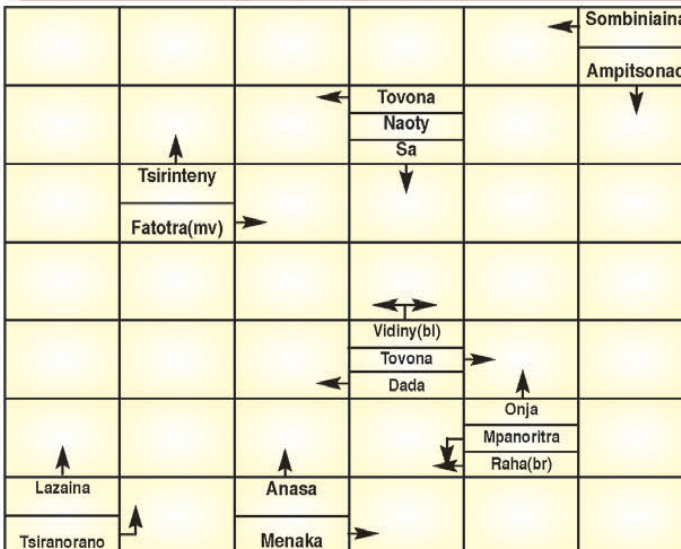 Sombiniaina
Ampitsonao
Tovona
Naoty
Sa
Tsirinteny
Fatotra(mv)
Vidiny(bl)
Tovona
Dada
Onja
Mpanoritra
Raha(br)
Lazaina
Anasa
Tsiranorano
Menaka